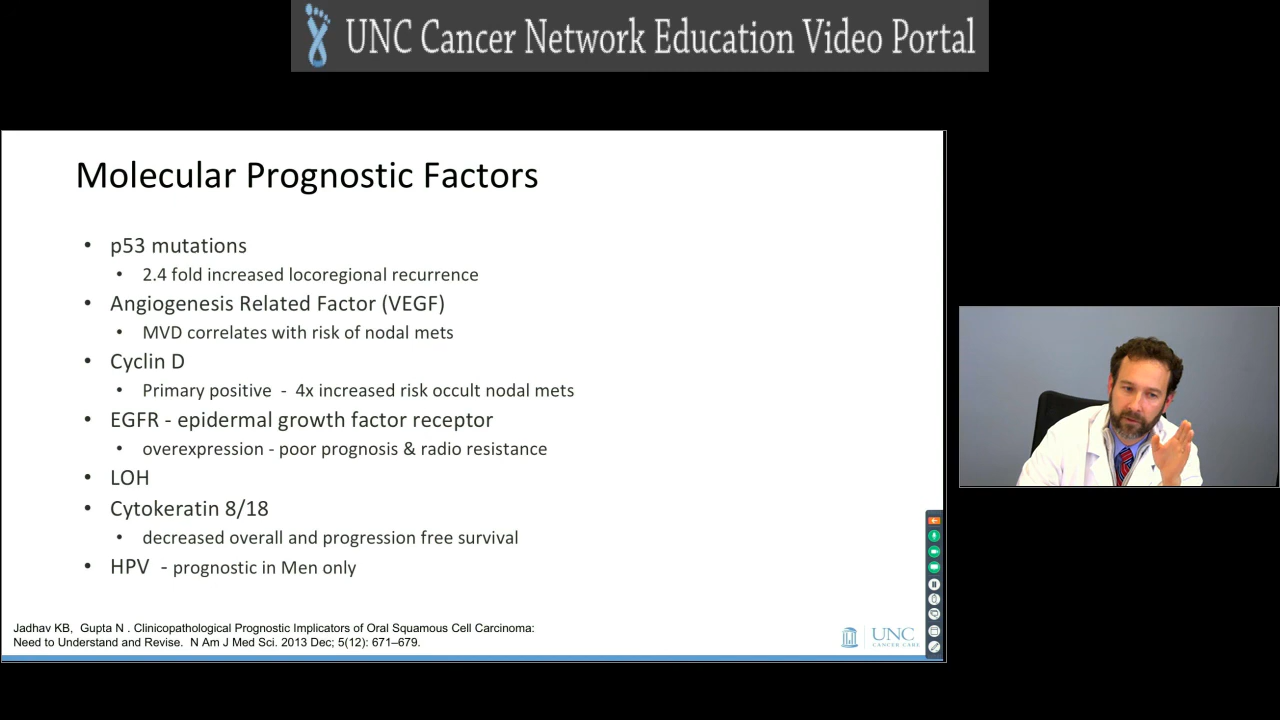 UNC Cancer Network Education Video Portal
Molecular Prognostic Factors
• p53 mutations
• 2.4 fold increased locoregional recurrence
• Angiogenesis Related Factor (VEGF)
• MVD correlates with risk of nodal mets
• Cyclin D
• Primary positive - 4x increased risk occult nodal mets
• EGFR - epidermal growth factor receptor
• overexpression - poor prognosis & radio resistance
• LOH
• Cytokeratin 8/18
• decreased overall and progression free survival
• HPV - prognostic in Men only
Jadhav KB, Gupta N . Clinicopathological Prognostic Implicators of Oral Squamous Cell Carcinoma:
Need to Understand and Revise. N Am J Med Sci. 2013 Dec; 5(12): 671–679.
UNC
CANCER CARE